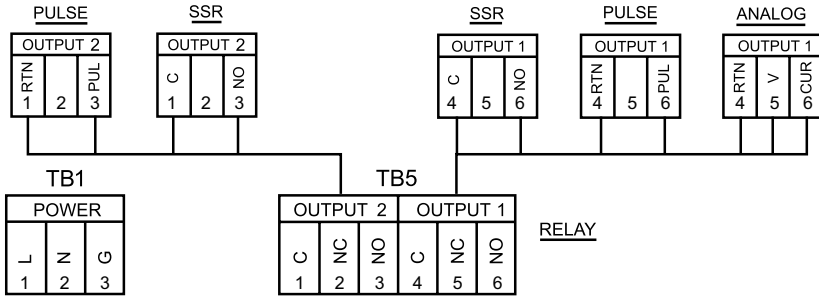 PULSE SSR SSR PULSE ANALOG
OUTPUT 2 OUTPUT 2 OUTPUT 1 OUTPUT 1 OUTPUT 1
RTN PUL C NO C NO RTN PUL RTN V CUR
1 2 3 1 2 3 4 5 6 4 5 6 4 5 6
TB1 TB5
POWER OUTPUT 2 OUTPUT 1
RELAY
L N G C NC NO C NC NO
1 2 3 1 2 3 4 5 6